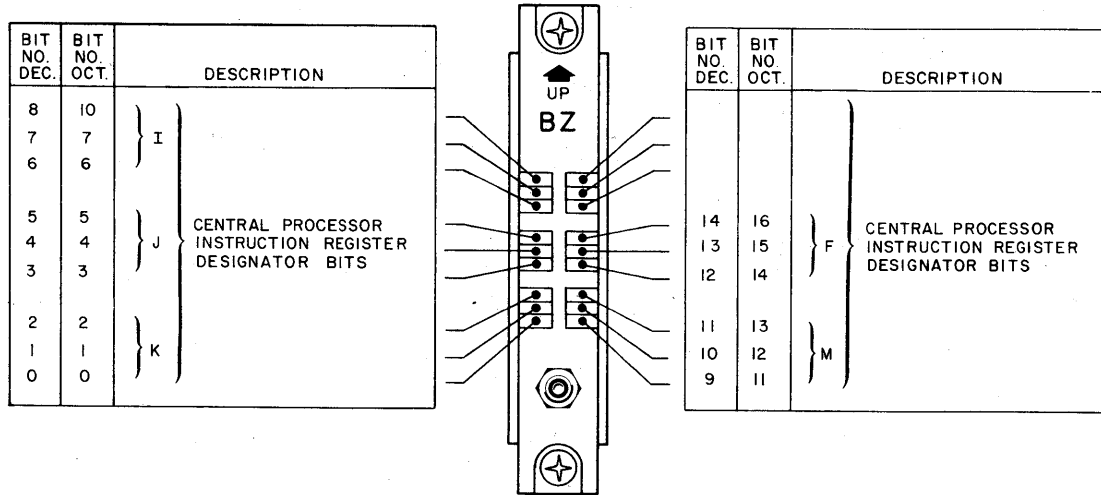 BIT NO. DEC. BIT NO. OCT. DESCRIPTION
8 10
7 7 I
6 6
5 5 CENTRAL PROCESSOR
4 4 J INSTRUCTION REGISTER
3 3 DESIGNATOR BITS
2 2
1 1 K
0 0
UP
BZ
BIT NO. DEC. BIT NO. OCT. DESCRIPTION
14 16 CENTRAL PROCESSOR
13 15 F INSTRUCTION REGISTER
12 14 DESIGNATOR BITS
11 13
10 12 M
9 11